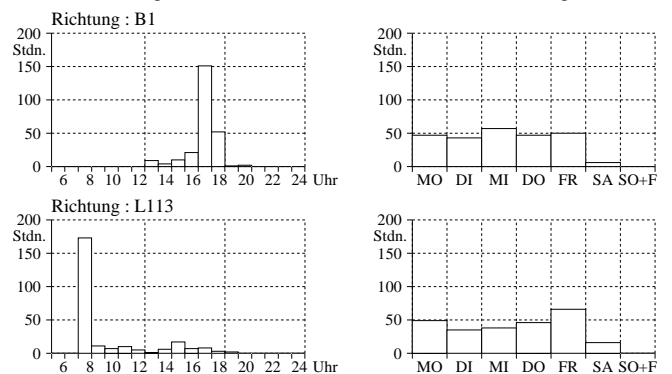 Richtung : B1
200 200
Stdn. Stdn.
150 150
100 100
50 50
0 0
6 8 10 12 14 16 18 20 22 24 Uhr MO DI MI DO FR SA SO+F
Richtung : L113
200 200
Stdn. Stdn.
150 150
100 100
50 50
0 0
6 8 10 12 14 16 18 20 22 24 Uhr MO DI MI DO FR SA SO+F